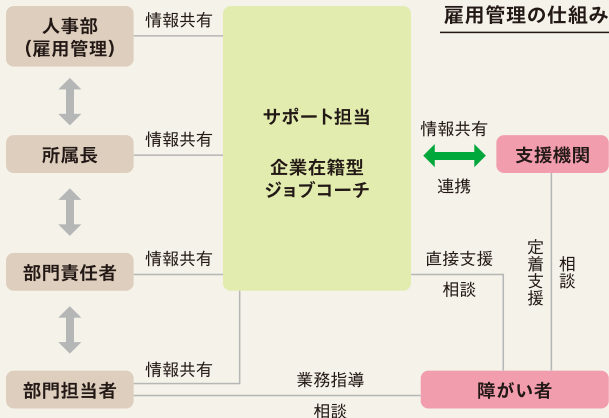 雇用管理の仕組み
人事部
(雇用管理)
情報共有
所属長
情報共有
部門責任者
情報共有
部門担当者
情報共有
サポート担当
企業在籍型
ジョブコーチ
情報共有
連携
支援機関
直接支援
相談
定着支援
相談
業務指導
相談
障がい者